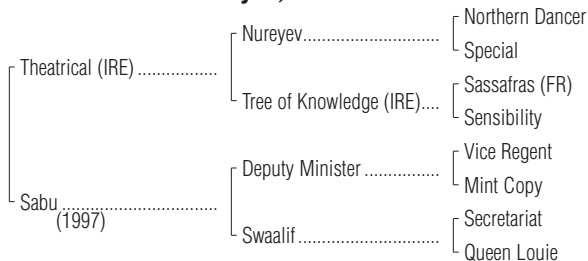 Northern Dancer
Nureyev
Special
Theatrical (IRE)
Sassafras (FR)
Tree of Knowledge (IRE)
Sensibility
Vice Regent
Deputy Minister
Mint Copy
Sabu
(1997)
Secretariat
Swaalif
Queen Louie